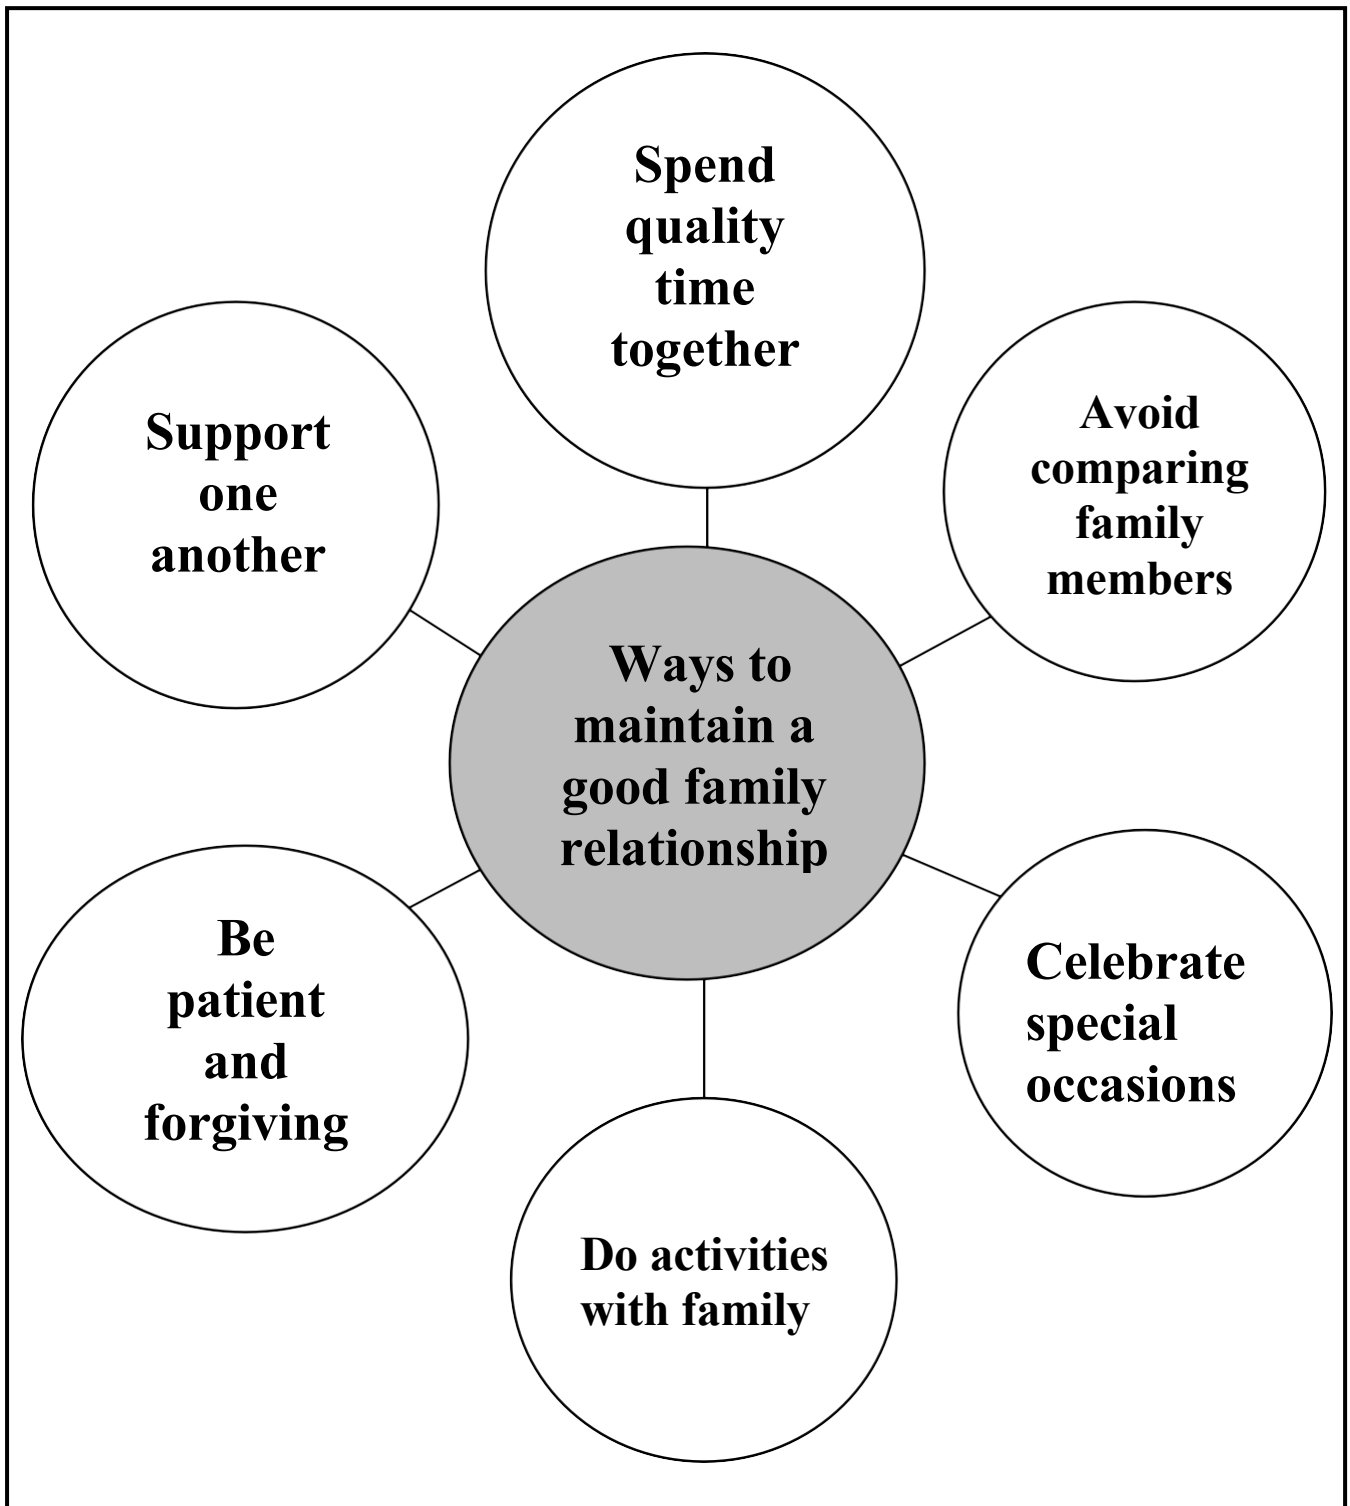 Spend
quality
time
together
Support
one
another
Avoid
comparing
family
members
Ways to
maintain a
good family
relationship
Be
patient
and
forgiving
Celebrate
special
occasions
Do activities
with family